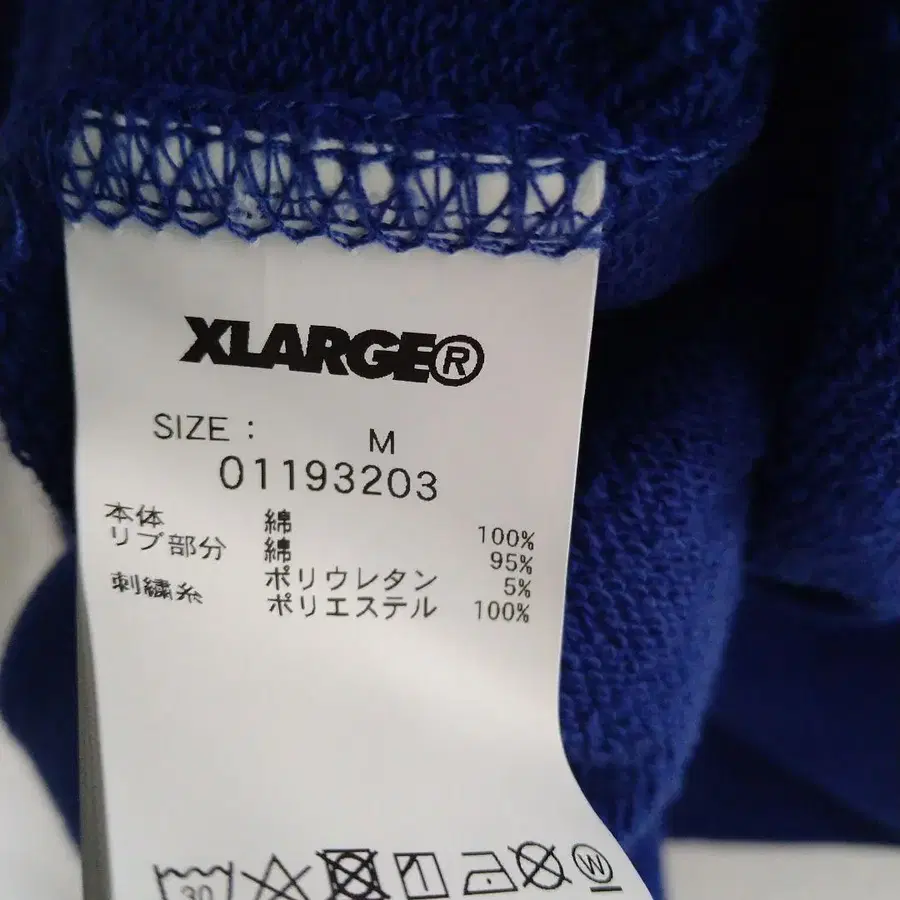 XLARGE®
SIZE : M
01193203
本体 綿 100%
リブ部分 綿 95%
ポリウレタン 5%
刺繍糸 ポリエステル 100%
30
W